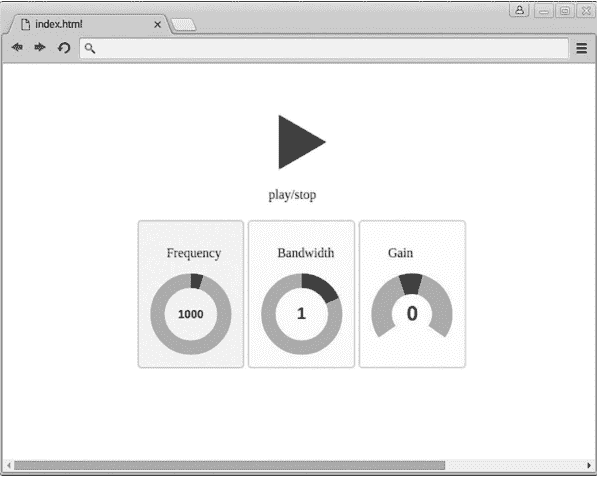 index.html
play/stop
Frequency
Bandwidth
Gain
1000
1
0